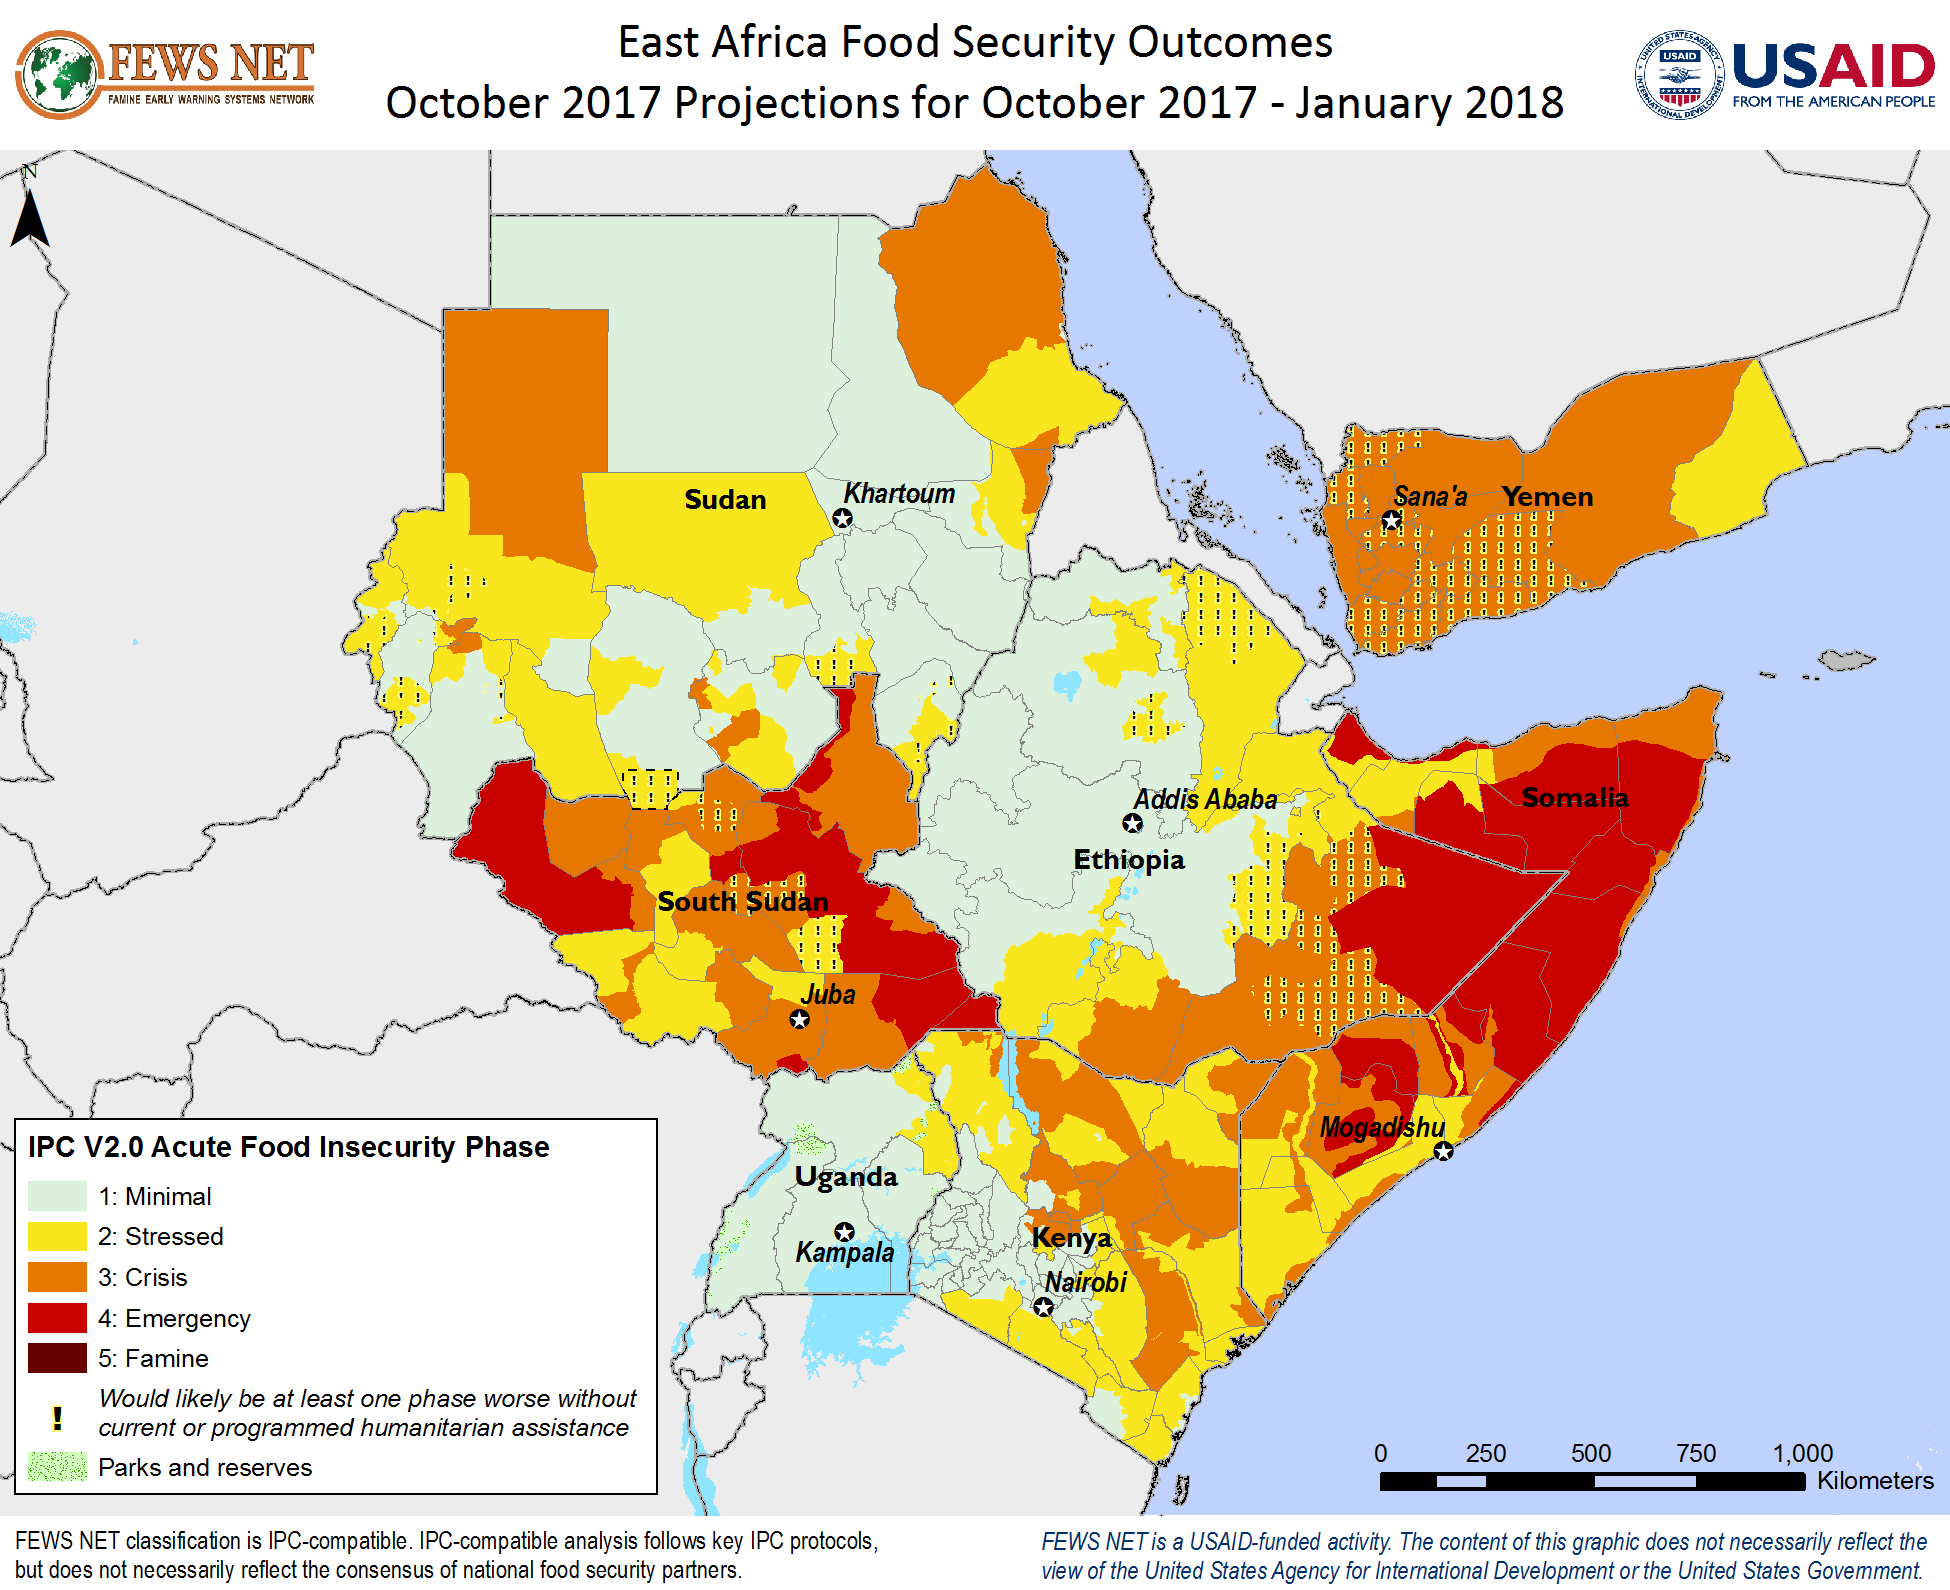 FEWS NET
FAMINE EARLY WARNING SYSTEMS NETWORK
East Africa Food Security Outcomes
October 2017 Projections for October 2017 - January 2018
UNITED STATES AGENCY
USAID
INTERNATIONAL DEVELOPMENT
USAID
FROM THE AMERICAN PEOPLE
N
Sudan
Khartoum
Sana'a
Yemen
Addis Ababa
Somalia
Ethiopia
South Sudan
Juba
Mogadishu
Uganda
Kampala
Kenya
Nairobi
IPC V2.0 Acute Food Insecurity Phase
1: Minimal
2: Stressed
3: Crisis
4: Emergency
5: Famine
! Would likely be at least one phase worse without
current or programmed humanitarian assistance
Parks and reserves
0 250 500 750 1,000
Kilometers
FEWS NET classification is IPC-compatible. IPC-compatible analysis follows key IPC protocols,
but does not necessarily reflect the consensus of national food security partners.
FEWS NET is a USAID-funded activity. The content of this graphic does not necessarily reflect the
view of the United States Agency for International Development or the United States Government.